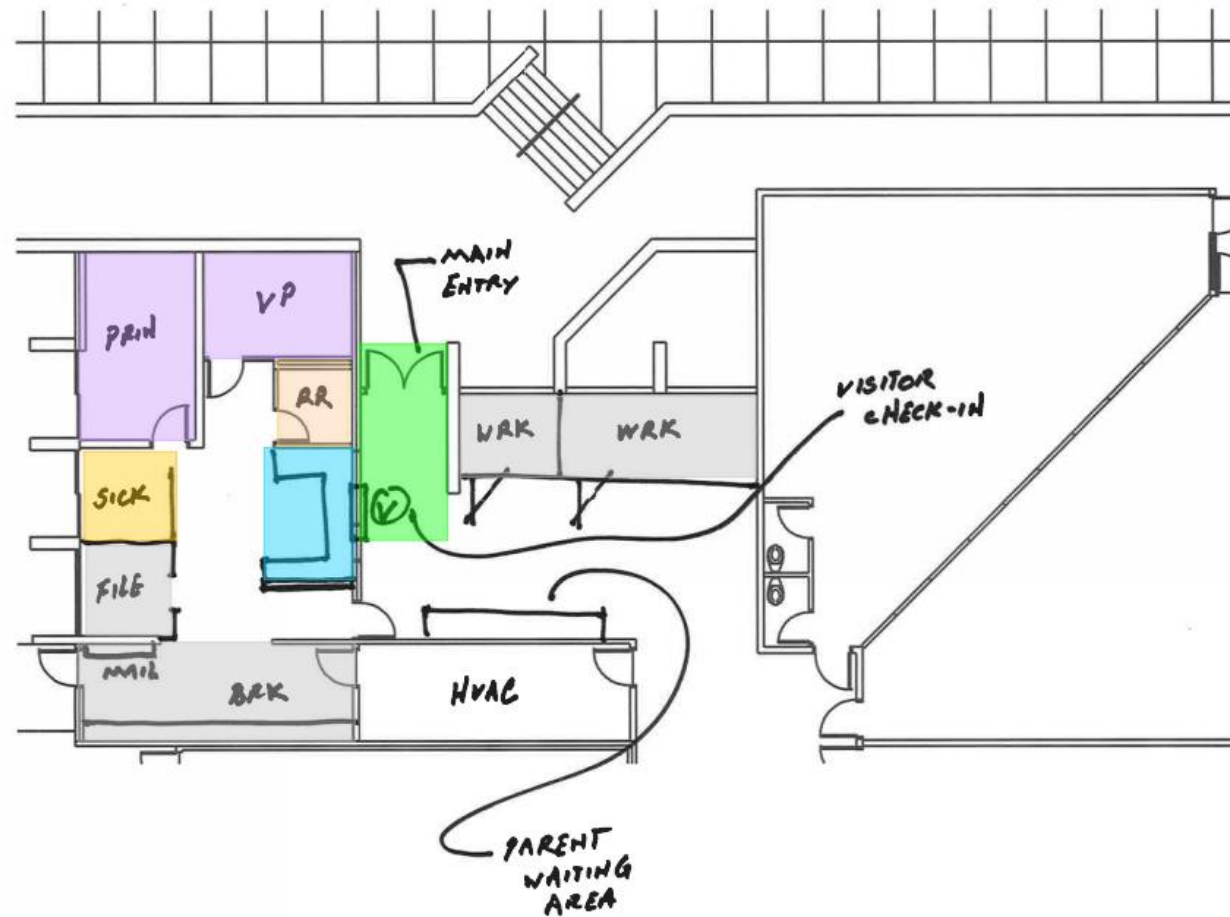 MAIN
ENTRY
VP
PRIN
RR
VISITOR
CHECK-IN
WRK
WRK
SICK
V
FILE
MAIL
BRK
HVAC
PARENT
WAITING
AREA